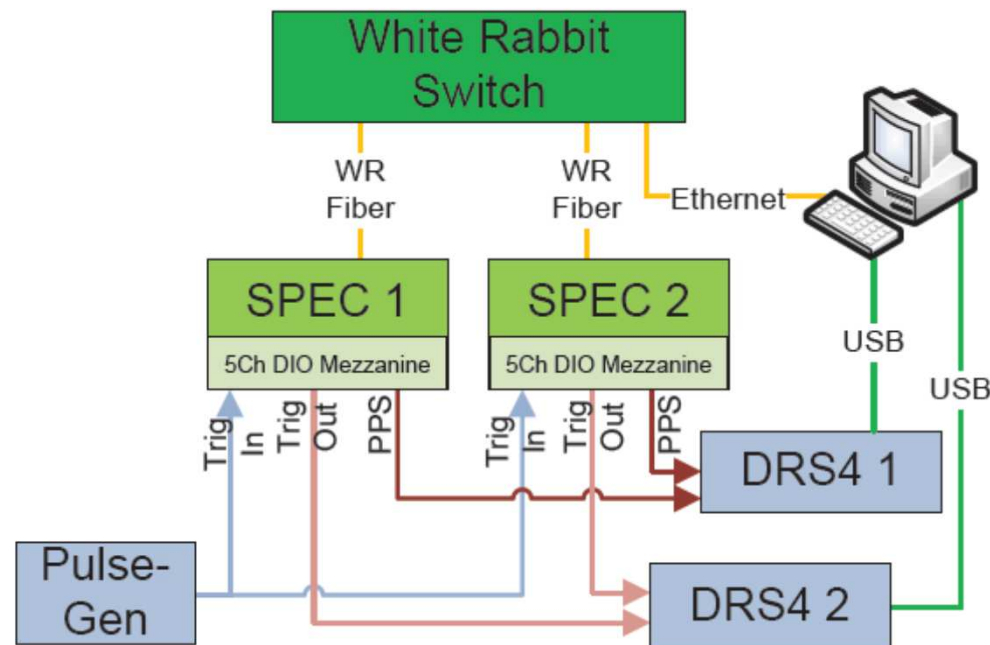 White Rabbit
Switch
WR
Fiber
WR
Fiber
Ethernet
SPEC 1
5Ch DIO Mezzanine
SPEC 2
5Ch DIO Mezzanine
USB
USB
Trig
In
Trig
Out
PPS
Trig
In
Trig
Out
PPS
DRS4 1
Pulse-
Gen
DRS4 2